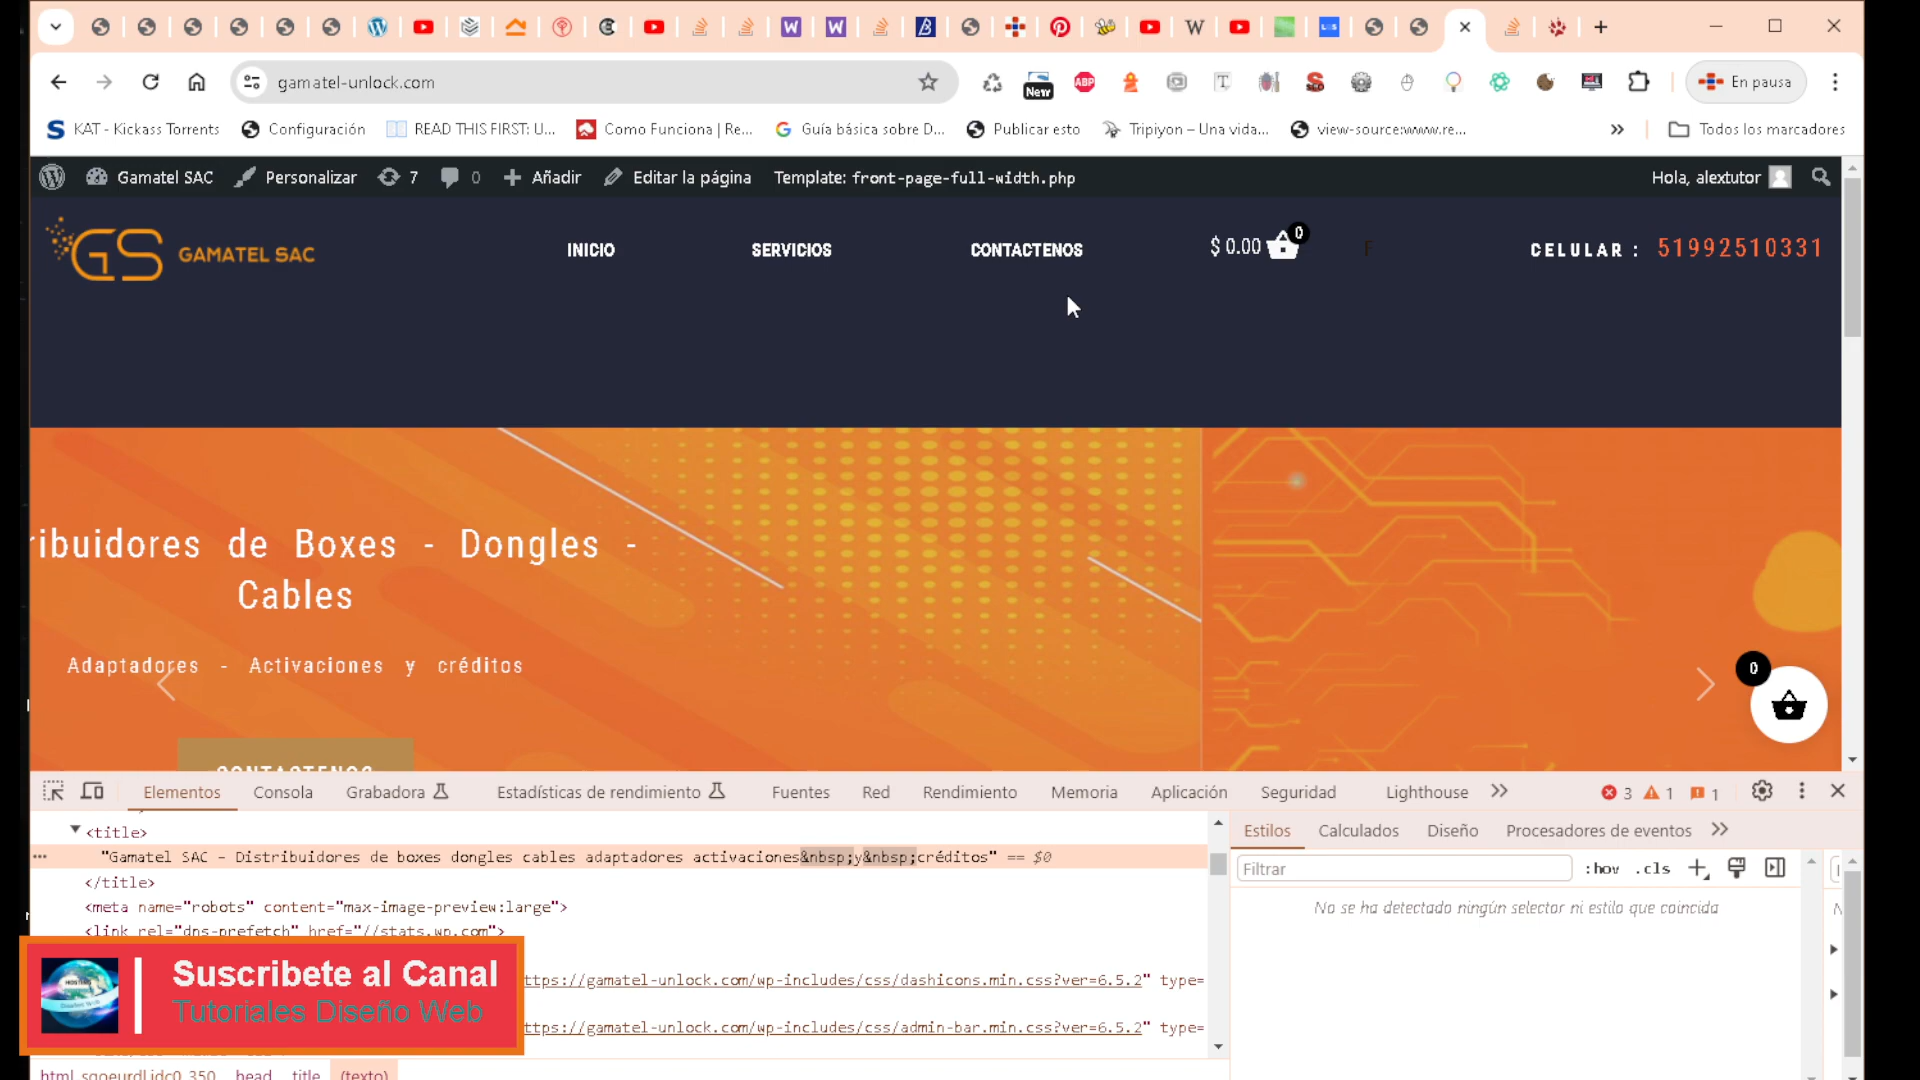 gamatel-unlock.com
New
ABP
En pausa
KAT - Kickass Torrents
Configuración
READ THIS FIRST: U...
Como Funciona | Re...
Guía básica sobre D...
Publicar esto
Tripiyon – Una vida...
view-source:www.re...
Todos los marcadores
Gamatel SAC
Personalizar
7
0
Añadir
Editar la página
Template: front-page-full-width.php
Hola, alextutor
GS GAMATEL SAC
INICIO
SERVICIOS
CONTACTENOS
$ 0.00
0
F
CELULAR : 51992510331
ribuidores de Boxes - Dongles -
Cables
Adaptadores - Activaciones y créditos
CONTACTENOS
0
Elementos
Consola
Grabadora
Estadísticas de rendimiento
Fuentes
Red
Rendimiento
Memoria
Aplicación
Seguridad
Lighthouse
3
1
1
<title>
"Gamatel SAC – Distribuidores de boxes dongles cables adaptadores activaciones&nbsp;y&nbsp;créditos" == $0
</title>
<meta name="robots" content="max-image-preview:large">
<link rel="dns-prefetch" href="//stats.wp.com">
ttps://gamatel-unlock.com/wp-includes/css/dashicons.min.css?ver=6.5.2" type=
ttps://gamatel-unlock.com/wp-includes/css/admin-bar.min.css?ver=6.5.2" type=
Estilos
Calculados
Diseño
Procesadores de eventos
Filtrar
:hov
.cls
No se ha detectado ningún selector ni estilo que coincida
Suscribete al Canal
Tutoriales Diseño Web
head
title
(texto)